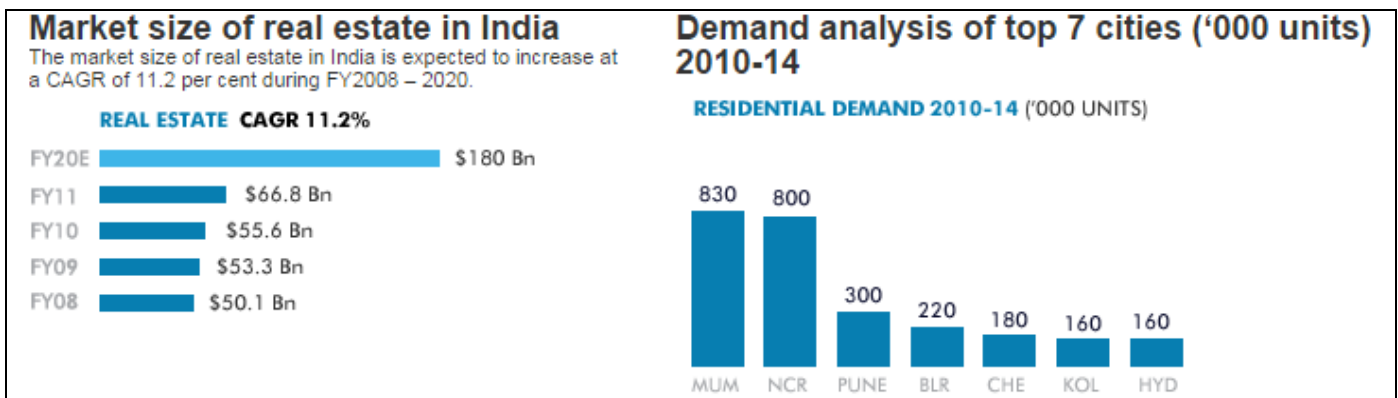 Market size of real estate in India
The market size of real estate in India is expected to increase at
a CAGR of 11.2 per cent during FY2008 – 2020.
REAL ESTATE CAGR 11.2%
FY20E $180 Bn
FY11 $66.8 Bn
FY10 $55.6 Bn
FY09 $53.3 Bn
FY08 $50.1 Bn
Demand analysis of top 7 cities (‘000 units)
2010-14
RESIDENTIAL DEMAND 2010-14 ('000 UNITS)
830 800 300 220 180 160 160
MUM NCR PUNE BLR CHE KOL HYD